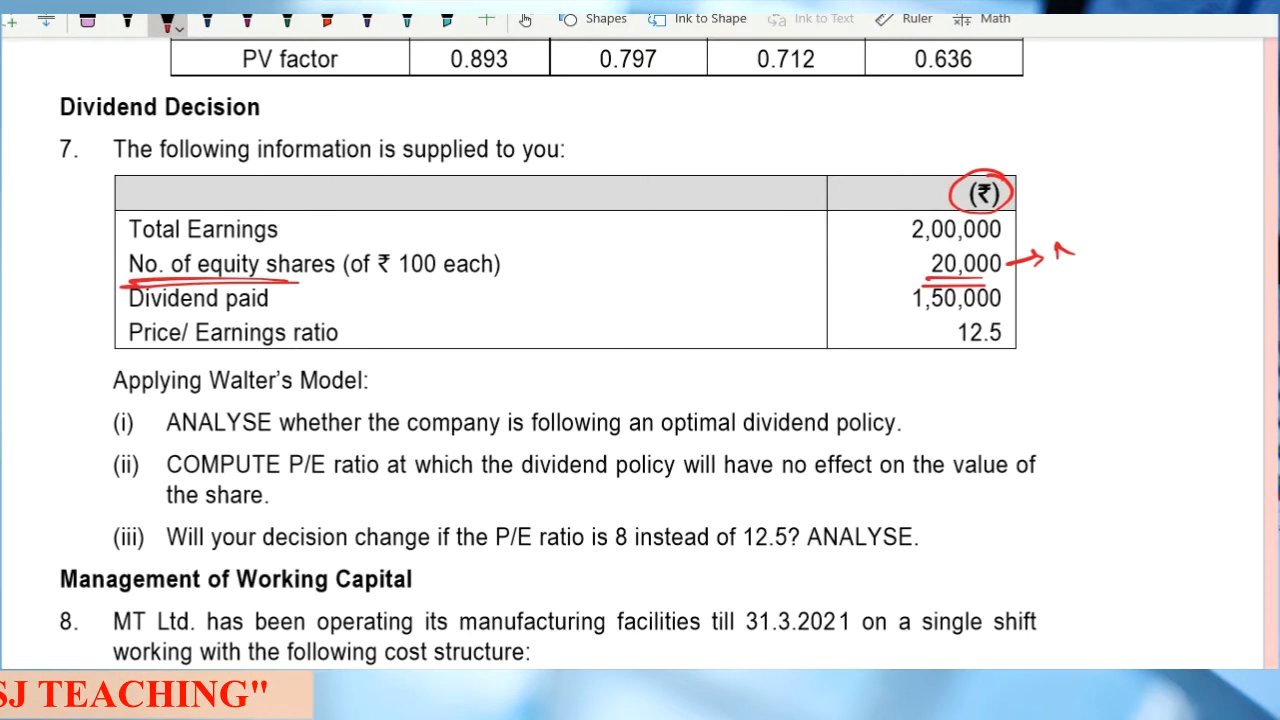 Shapes Ink to Shape Ink to Text Ruler Math
PV factor 0.893 0.797 0.712 0.636
Dividend Decision
7. The following information is supplied to you:
(₹)
Total Earnings 2,00,000
No. of equity shares (of ₹ 100 each) 20,000
Dividend paid 1,50,000
Price/ Earnings ratio 12.5
Applying Walter's Model:
(i) ANALYSE whether the company is following an optimal dividend policy.
(ii) COMPUTE P/E ratio at which the dividend policy will have no effect on the value of
the share.
(iii) Will your decision change if the P/E ratio is 8 instead of 12.5? ANALYSE.
Management of Working Capital
8. MT Ltd. has been operating its manufacturing facilities till 31.3.2021 on a single shift
working with the following cost structure:
SJ TEACHING"